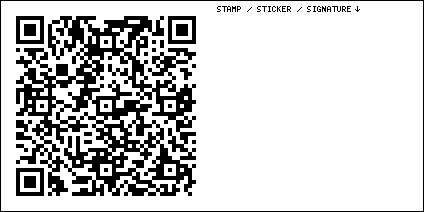 STAMP / STICKER / SIGNATURE ↓